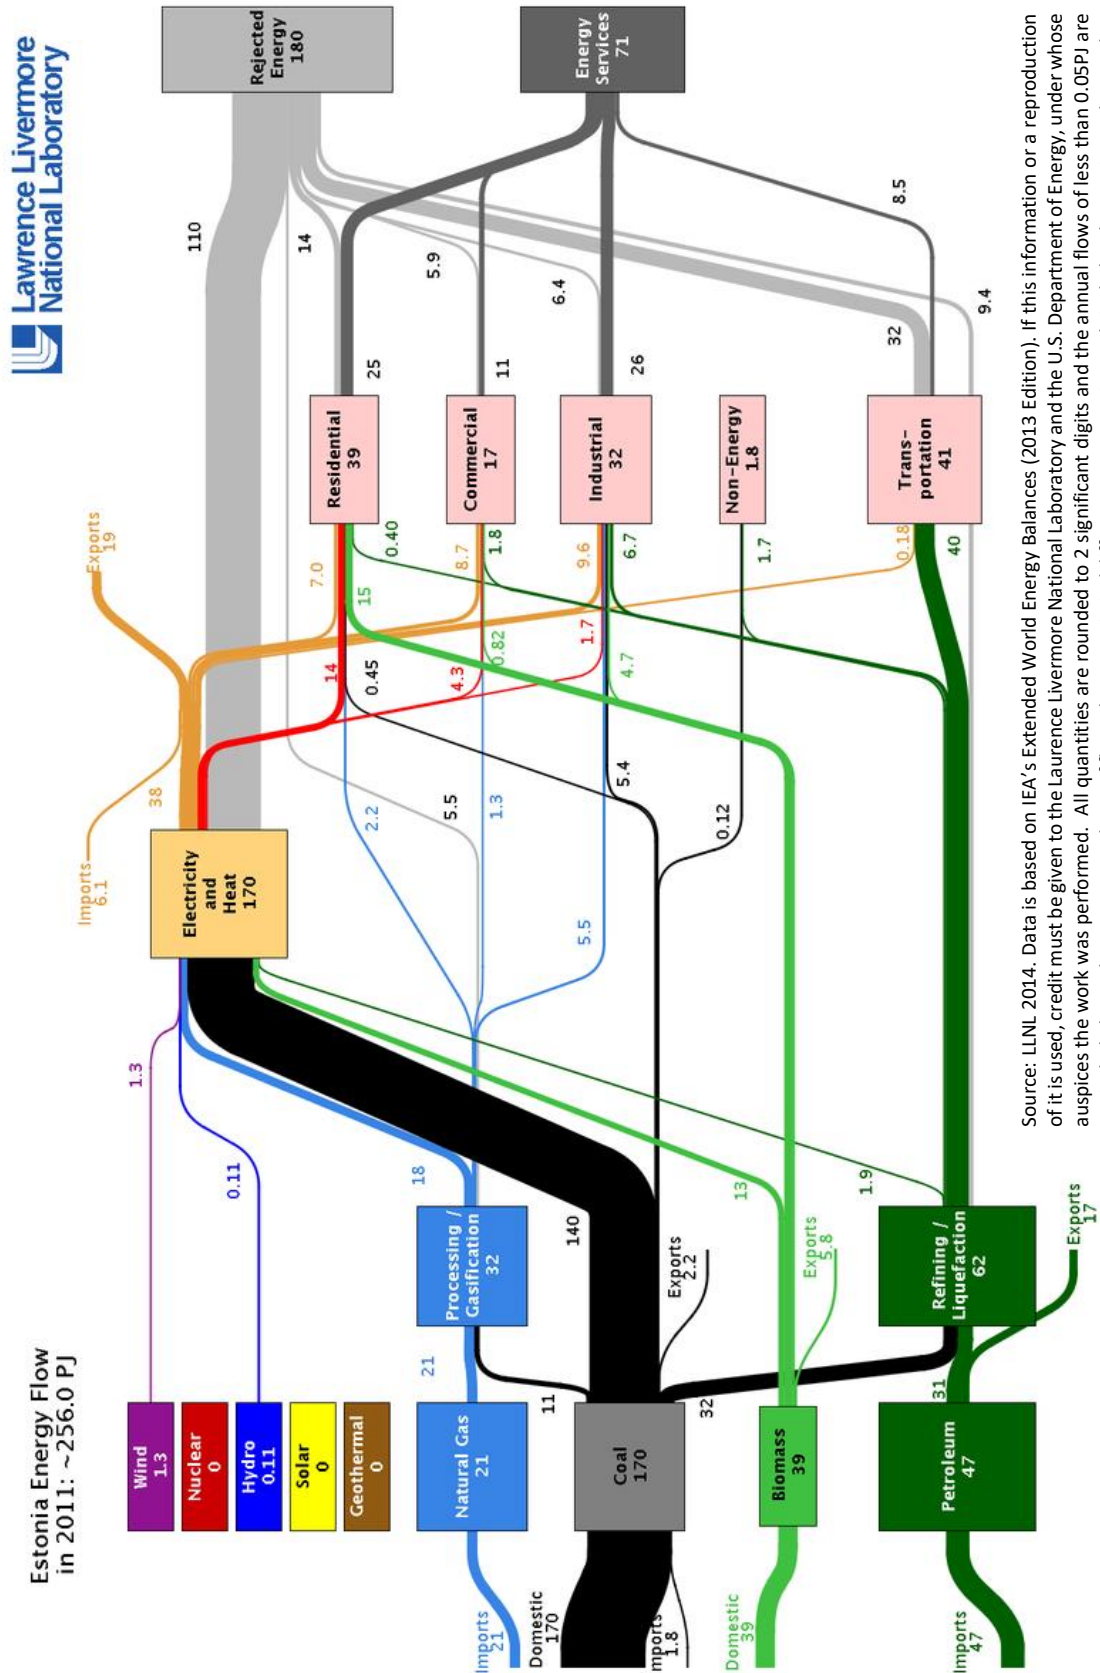 Estonia Energy Flow
in 2011: ~256.0 PJ
Lawrence Livermore
National Laboratory
Wind
1.3
Nuclear
0
Hydro
0.11
Solar
0
Geothermal
0
Imports
21
Natural Gas
21
Domestic
170
Imports
1.8
Coal
170
Domestic
39
Biomass
39
Imports
47
Petroleum
47
21
11
32
31
Processing /
Gasification
32
Refining /
Liquefaction
62
Exports
2.2
Exports
5.8
Exports
17
1.3
0.11
18
140
13
1.9
Electricity
and
Heat
170
Imports
6.1
38
Exports
19
2.2
5.5
1.3
5.5
0.45
5.4
0.12
14
4.3
1.7
0.82
4.7
7.0
15
0.40
8.7
1.8
9.6
6.7
1.7
0.18
40
Residential
39
Commercial
17
Industrial
32
Non-Energy
1.8
Trans-
portation
41
25
11
26
110
14
5.9
6.4
32
8.5
9.4
Rejected
Energy
180
Energy
Services
71
Source: LLNL 2014. Data is based on IEA's Extended World Energy Balances (2013 Edition). If this information or a reproduction
of it is used, credit must be given to the Laurence Livermore National Laboratory and the U.S. Department of Energy, under whose
auspices the work was performed.  All quantities are rounded to 2 significant digits and the annual flows of less than 0.05PJ are